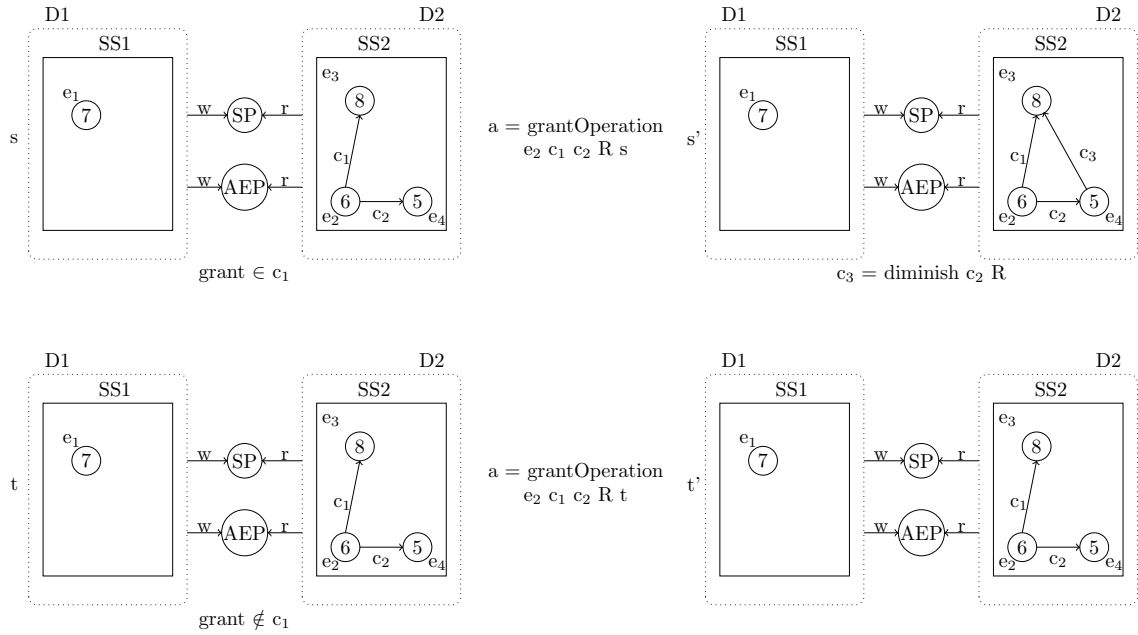 D1
D2
D1
D2
SS1
SS2
SS1
SS2
e₃
e₃
e₁
8
e₁
8
7
w
SP
r
7
w
SP
r
a = grantOperation
s
s'
e₂ c₁ c₂ R s
c₁
c₁
c₃
w
AEP
r
w
AEP
r
6
5
6
5
e₂
c₂
e₄
e₂
c₂
e₄
grant ∈ c₁
c₃ = diminish c₂ R
D1
D2
D1
D2
SS1
SS2
SS1
SS2
e₃
e₃
e₁
8
e₁
8
7
w
SP
r
7
w
SP
r
a = grantOperation
t
t'
e₂ c₁ c₂ R t
c₁
c₁
w
AEP
r
w
AEP
r
6
5
6
5
e₂
c₂
e₄
e₂
c₂
e₄
grant ∉ c₁